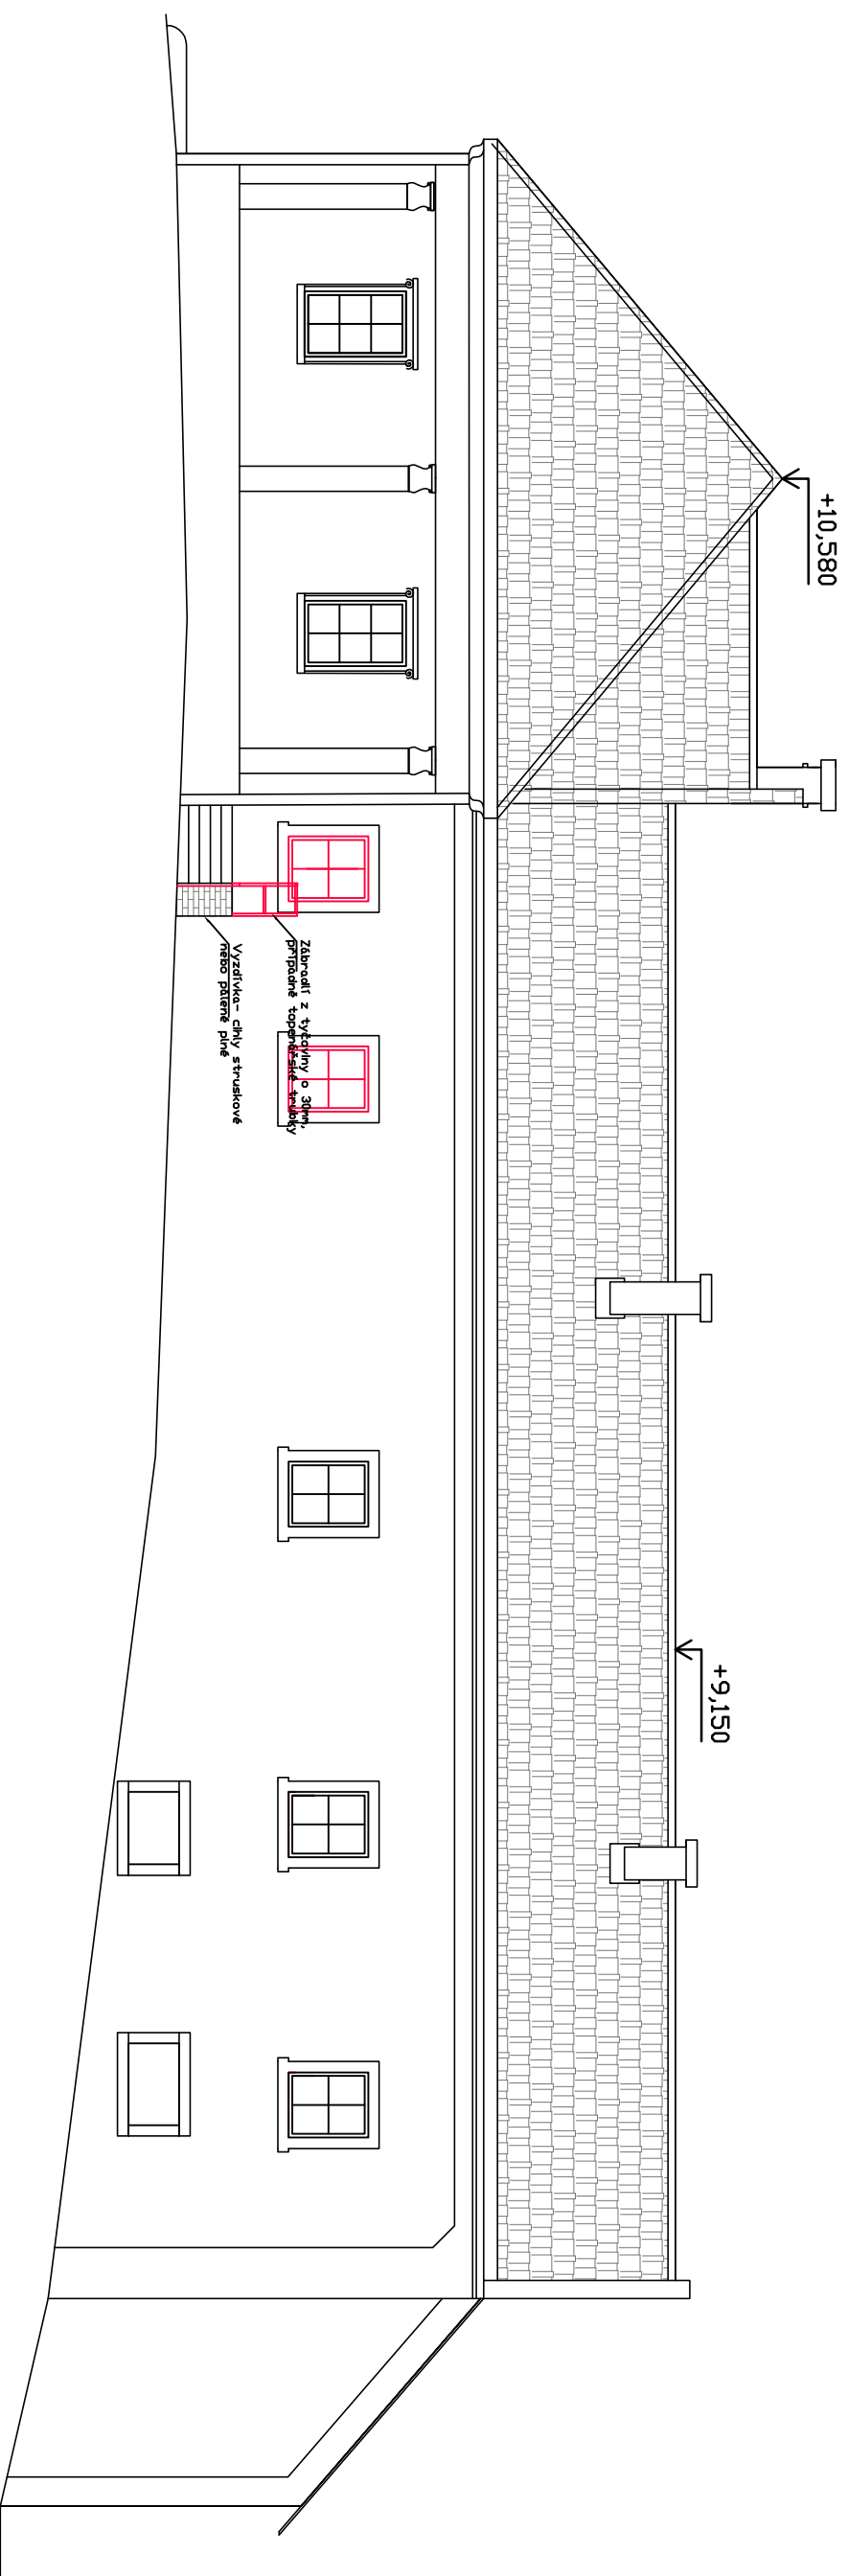 +10,580
+9,150
Zábradlí z tyčoviny o 30mm,
případně topenářské trubky
Vyzdívka- cihly struskové
nebo pálené plné